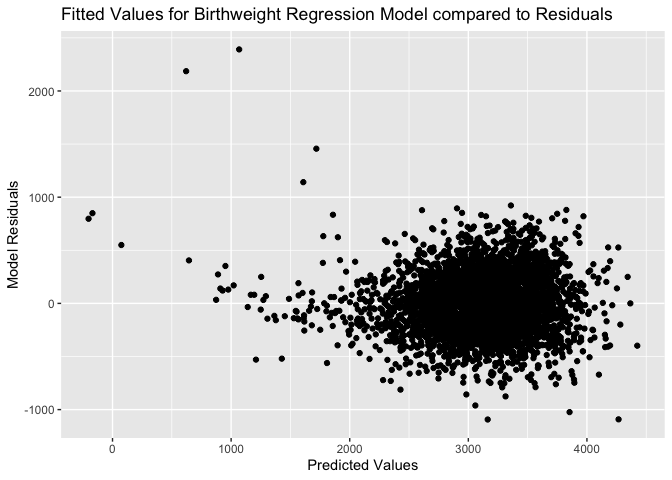 Fitted Values for Birthweight Regression Model compared to Residuals
Model Residuals
2000
1000
0
-1000
0 1000 2000 3000 4000
Predicted Values